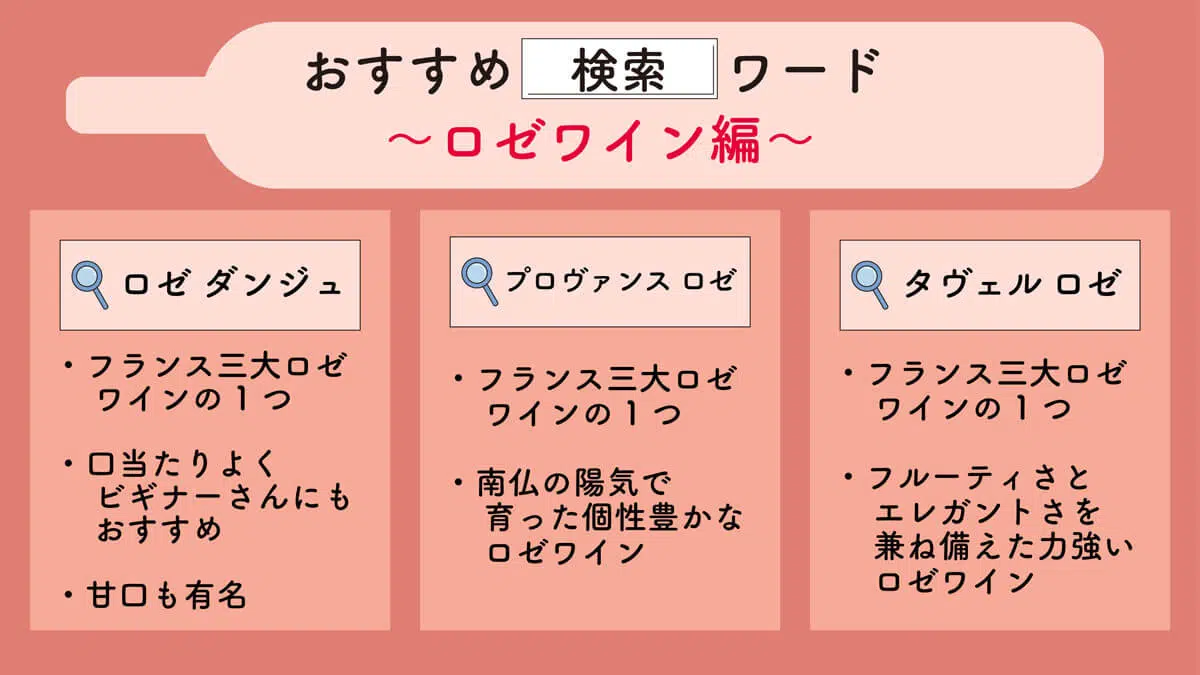 おすすめ 検索 ワード
～ロゼワイン編～
ロゼ ダンジュ
・フランス三大ロゼ
ワインの1つ
・口当たりよく
ビギナーさんにも
おすすめ
・甘口も有名
プロヴァンス ロゼ
・フランス三大ロゼ
ワインの1つ
・南仏の陽気で
育った個性豊かな
ロゼワイン
タヴェル ロゼ
・フランス三大ロゼ
ワインの1つ
・フルーティさと
エレガントさを
兼ね備えた力強い
ロゼワイン